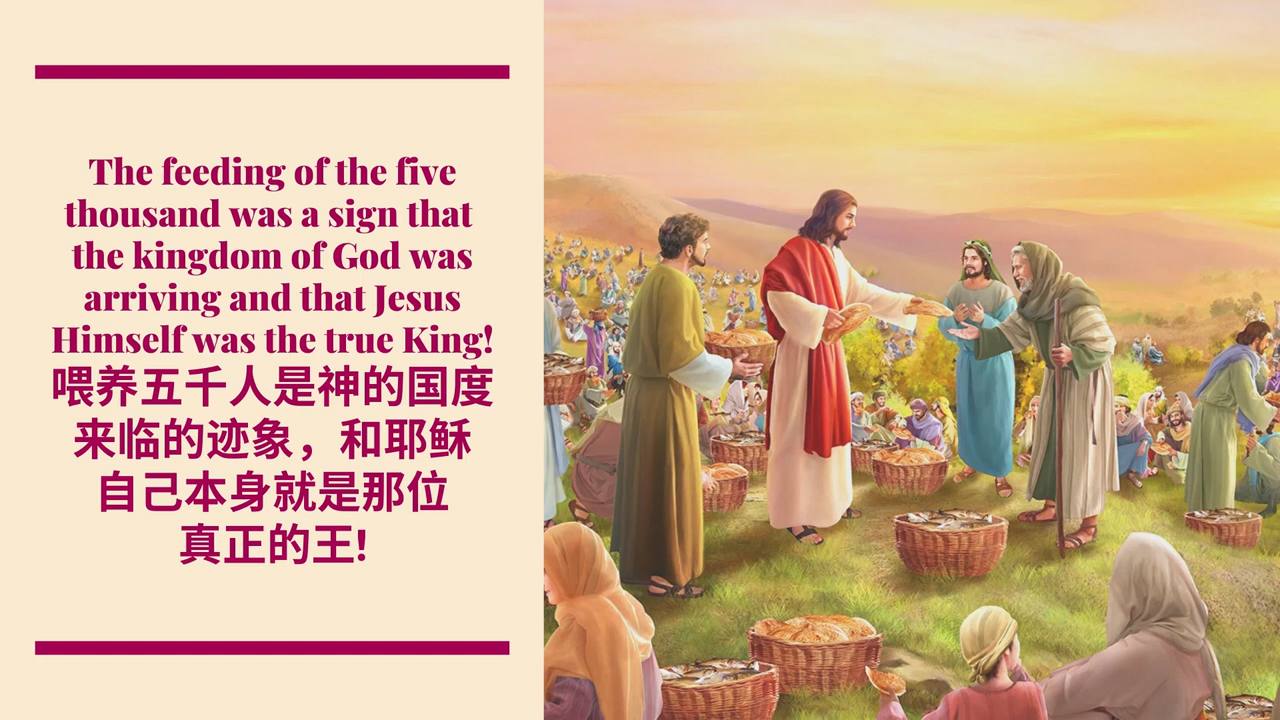 The feeding of the five
thousand was a sign that
the kingdom of God was
arriving and that Jesus
Himself was the true King!
喂养五千人是神的国度
来临的迹象，和耶稣
自己本身就是那位
真正的王!